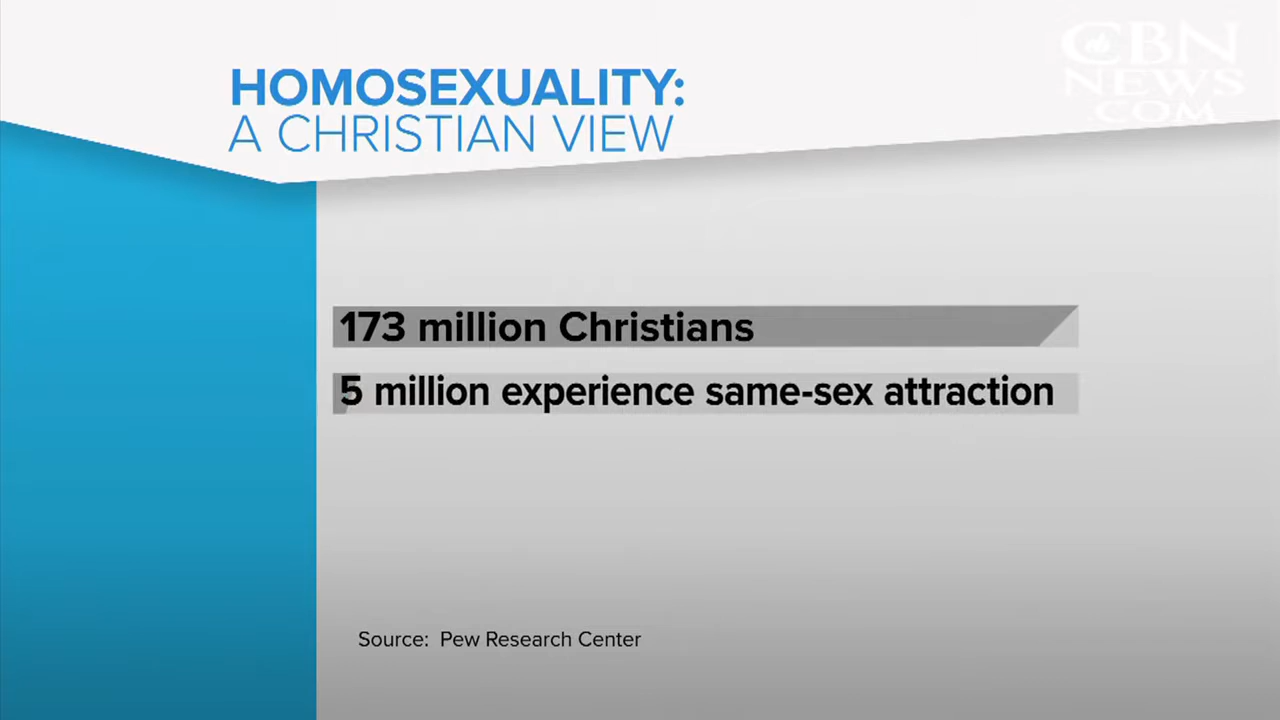 CBN
NEWS
.COM
HOMOSEXUALITY:
A CHRISTIAN VIEW
173 million Christians
5 million experience same-sex attraction
Source: Pew Research Center